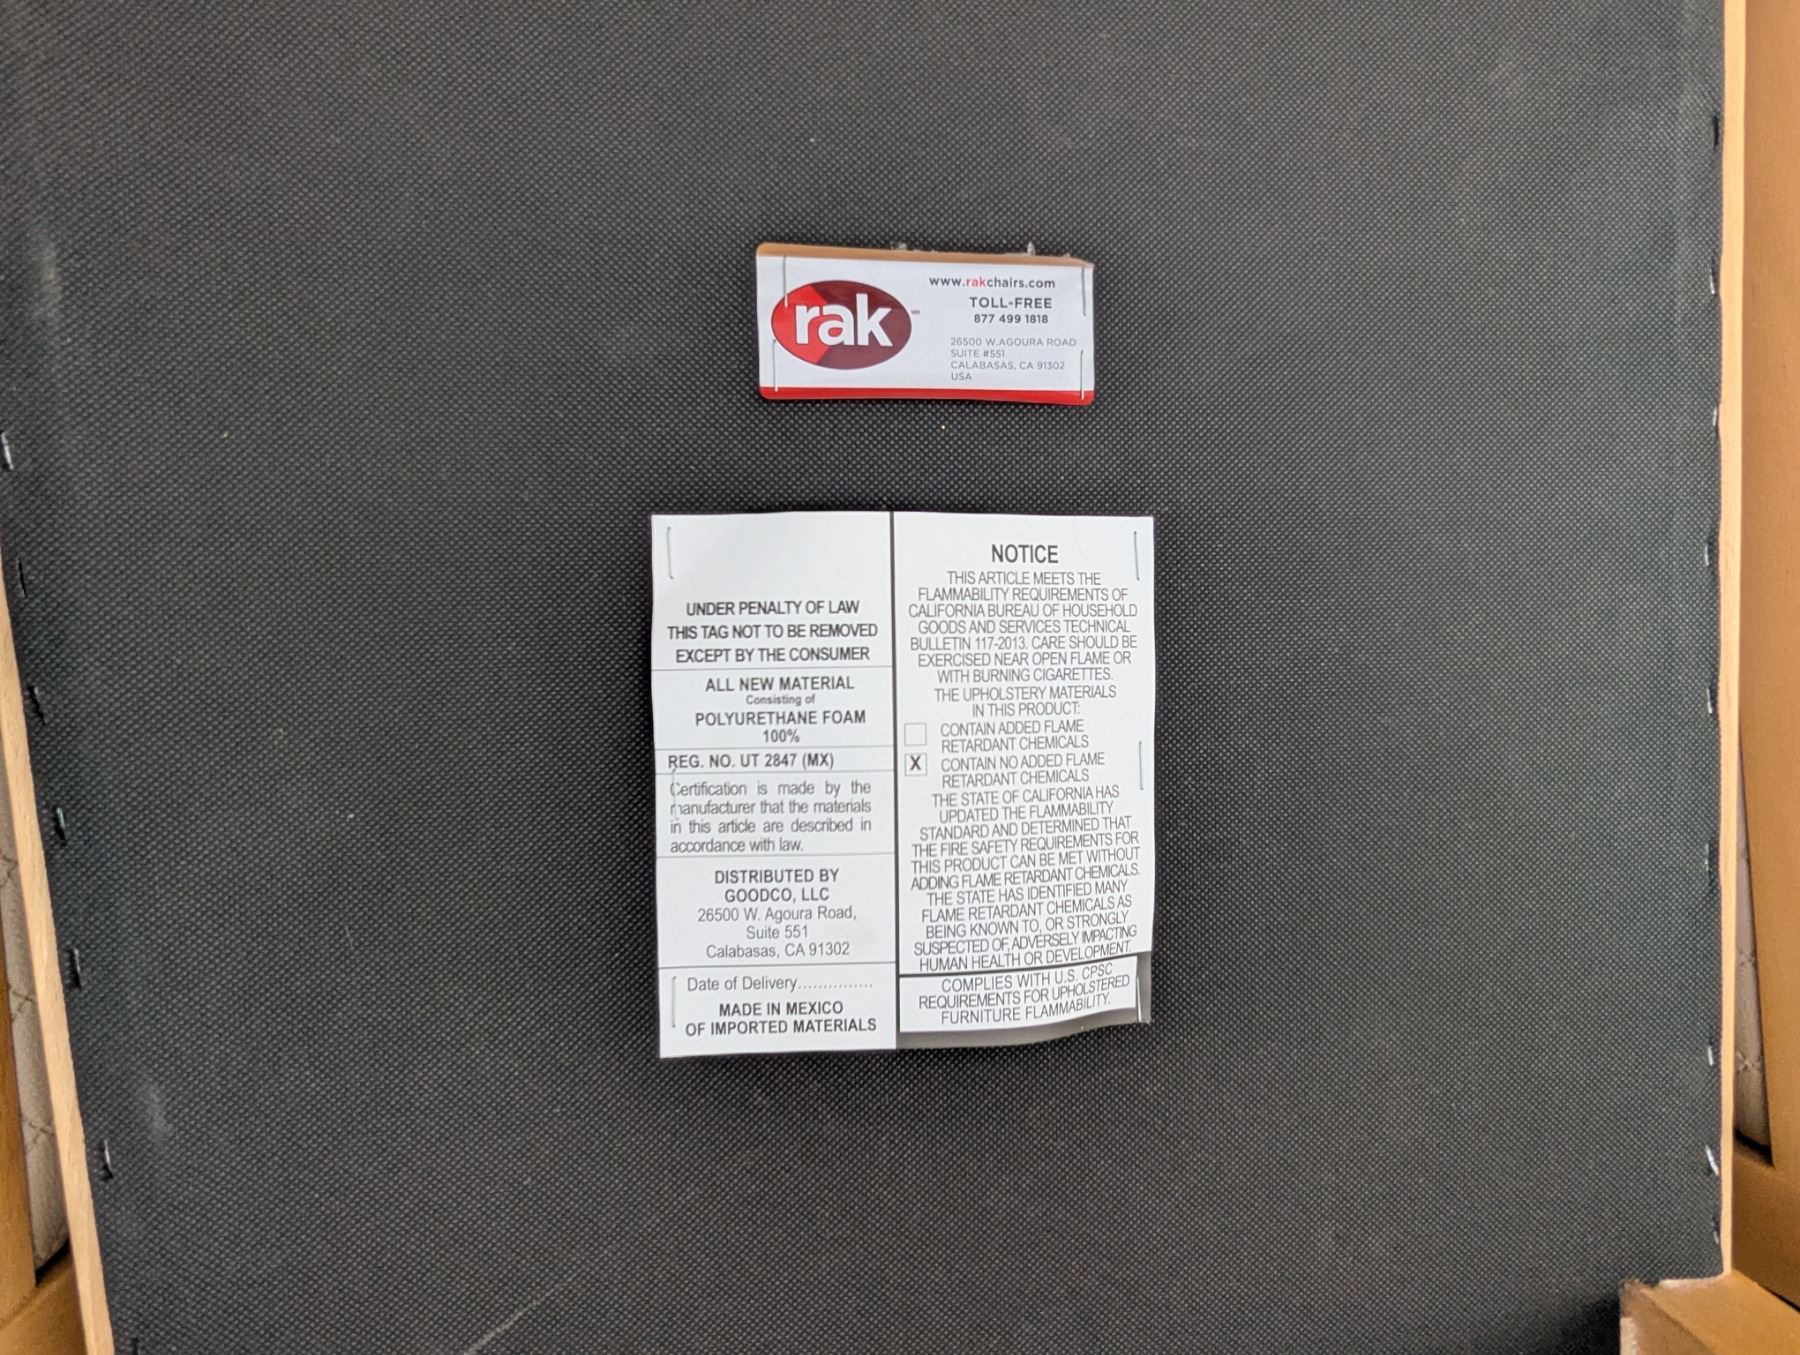 rak
www.rakchairs.com
TOLL-FREE
877 499 1818
26500 W.AGOURA ROAD
SUITE #551
CALABASAS, CA 91302
USA
UNDER PENALTY OF LAW
THIS TAG NOT TO BE REMOVED
EXCEPT BY THE CONSUMER
ALL NEW MATERIAL
Consisting of
POLYURETHANE FOAM
100%
REG. NO. UT 2847 (MX)
Certification is made by the
manufacturer that the materials
in this article are described in
accordance with law.
DISTRIBUTED BY
GOODCO, LLC
26500 W. Agoura Road,
Suite 551
Calabasas, CA 91302
Date of Delivery...............
MADE IN MEXICO
OF IMPORTED MATERIALS
NOTICE
THIS ARTICLE MEETS THE
FLAMMABILITY REQUIREMENTS OF
CALIFORNIA BUREAU OF HOUSEHOLD
GOODS AND SERVICES TECHNICAL
BULLETIN 117-2013. CARE SHOULD BE
EXERCISED NEAR OPEN FLAME OR
WITH BURNING CIGARETTES.
THE UPHOLSTERY MATERIALS
IN THIS PRODUCT:
CONTAIN ADDED FLAME
RETARDANT CHEMICALS
X CONTAIN NO ADDED FLAME
RETARDANT CHEMICALS
THE STATE OF CALIFORNIA HAS
UPDATED THE FLAMMABILITY
STANDARD AND DETERMINED THAT
THE FIRE SAFETY REQUIREMENTS FOR
THIS PRODUCT CAN BE MET WITHOUT
ADDING FLAME RETARDANT CHEMICALS.
THE STATE HAS IDENTIFIED MANY
FLAME RETARDANT CHEMICALS AS
BEING KNOWN TO, OR STRONGLY
SUSPECTED OF, ADVERSELY IMPACTING
HUMAN HEALTH OR DEVELOPMENT.
COMPLIES WITH U.S. CPSC
REQUIREMENTS FOR UPHOLSTERED
FURNITURE FLAMMABILITY.